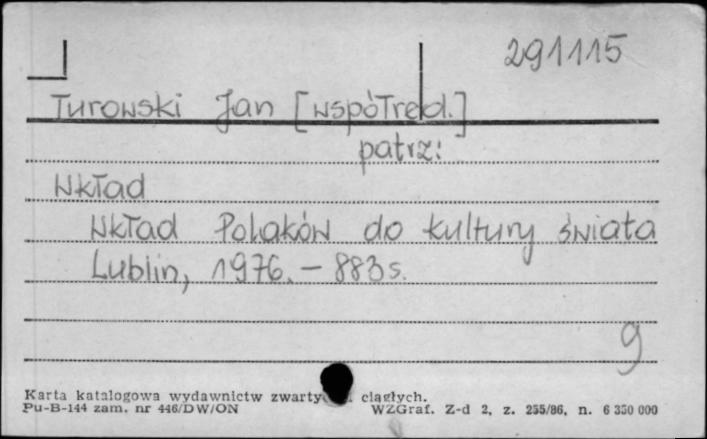 291115
Turowski Jan [współred.]
patrz:
Wkład
Wkład Polaków do kultury świata
Lublin, 1976. - 883 s.
9
Karta katalogowa wydawnictw zwarty ciągłych.
Pu-B-144 zam. nr 446/DW/ON WZGraf. Z-d 2, z. 255/86, n. 6 350 000